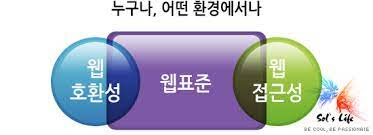 누구나, 어떤 환경에서나
웹
호환성
웹표준
웹
접근성
Sol's Life
BE COOL, BE PASSIONATE